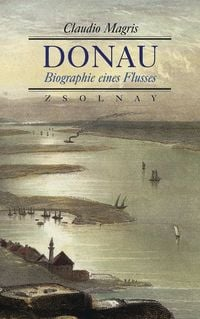 Claudio Magris
DONAU
Biographie eines Flusses
ZSOLNAY